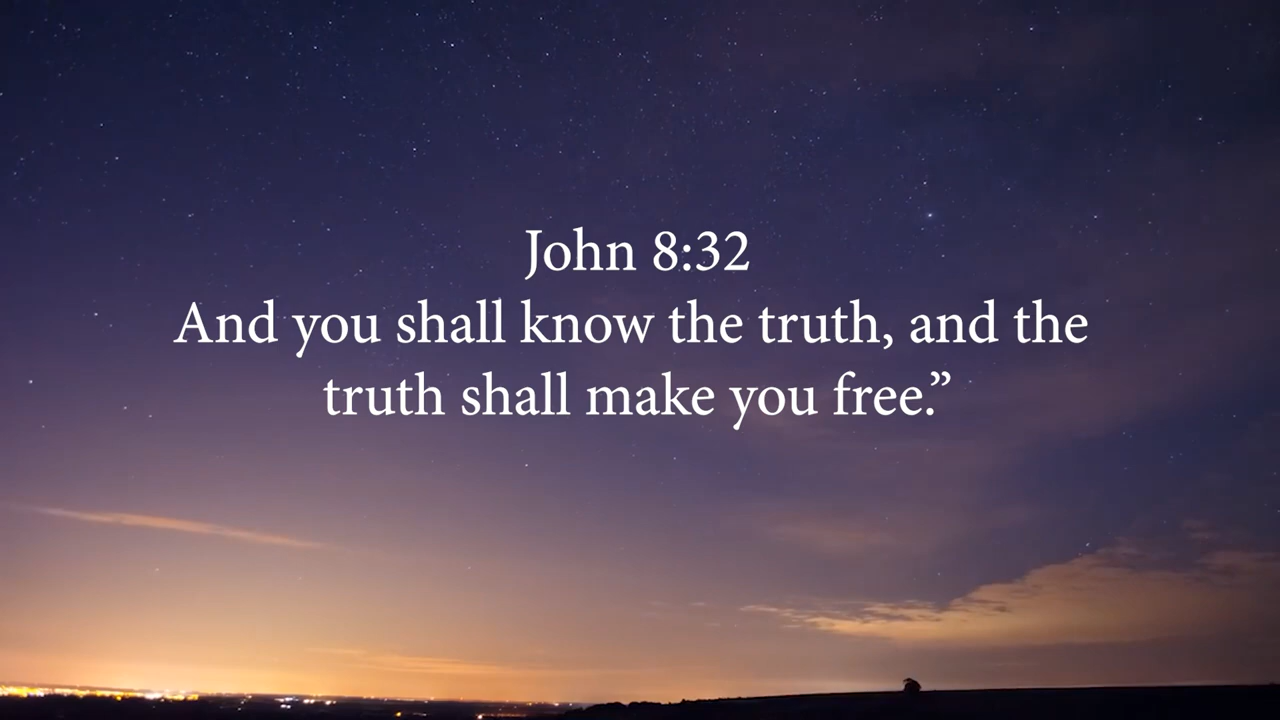 John 8:32
And you shall know the truth, and the
truth shall make you free.”